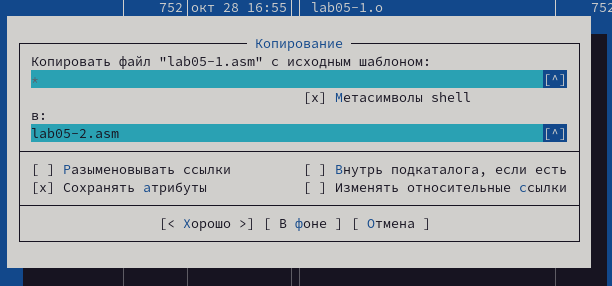 752 окт 28 16:55 lab05-1.o 752
Копирование
Копировать файл "lab05-1.asm" с исходным шаблоном:
* [^]
[x] Метасимволы shell
в:
lab05-2.asm [^]
[ ] Разыменовывать ссылки [ ] Внутрь подкаталога, если есть
[x] Сохранять атрибуты [ ] Изменять относительные ссылки
[< Хорошо >] [ В фоне ] [ Отмена ]